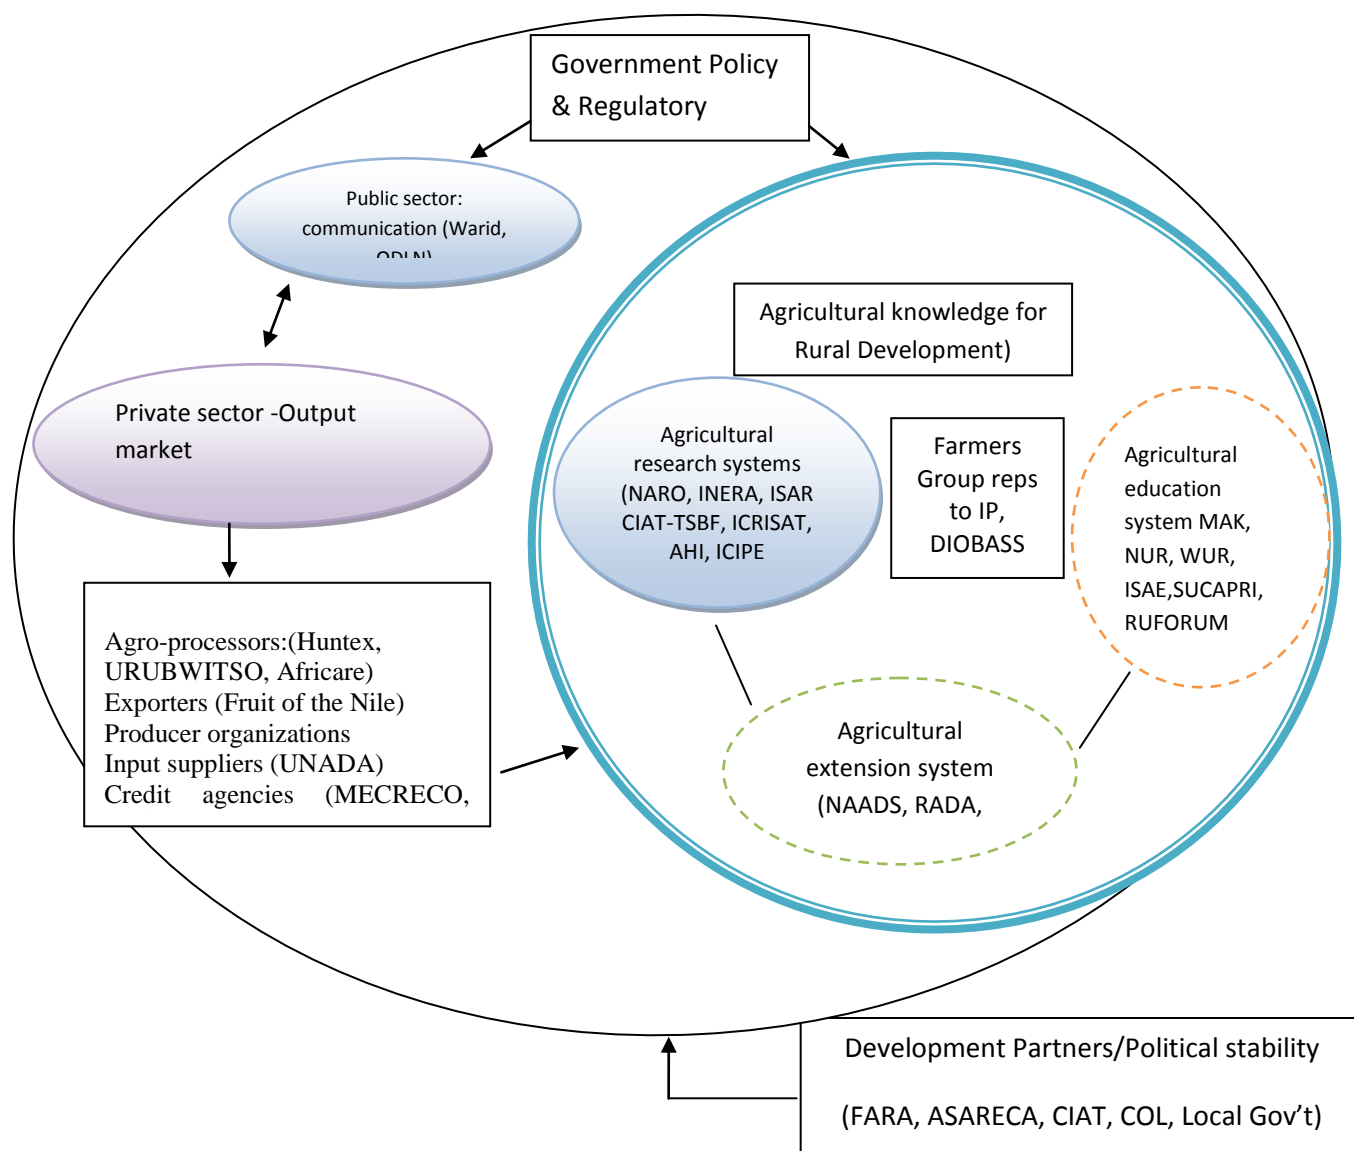 Government Policy
& Regulatory
Public sector:
communication (Warid,
ODLN)
Agricultural knowledge for
Rural Development)
Private sector -Output
market
Agricultural
research systems
(NARO, INERA, ISAR
CIAT-TSBF, ICRISAT,
AHI, ICIPE
Farmers
Group reps
to IP,
DIOBASS
Agricultural
education
system MAK,
NUR, WUR,
ISAE,SUCAPRI,
RUFORUM
Agro-processors:(Huntex,
URUBWITSO, Africare)
Exporters (Fruit of the Nile)
Producer organizations
Input suppliers (UNADA)
Credit agencies (MECRECO,
Agricultural
extension system
(NAADS, RADA,
Development Partners/Political stability
(FARA, ASARECA, CIAT, COL, Local Gov’t)